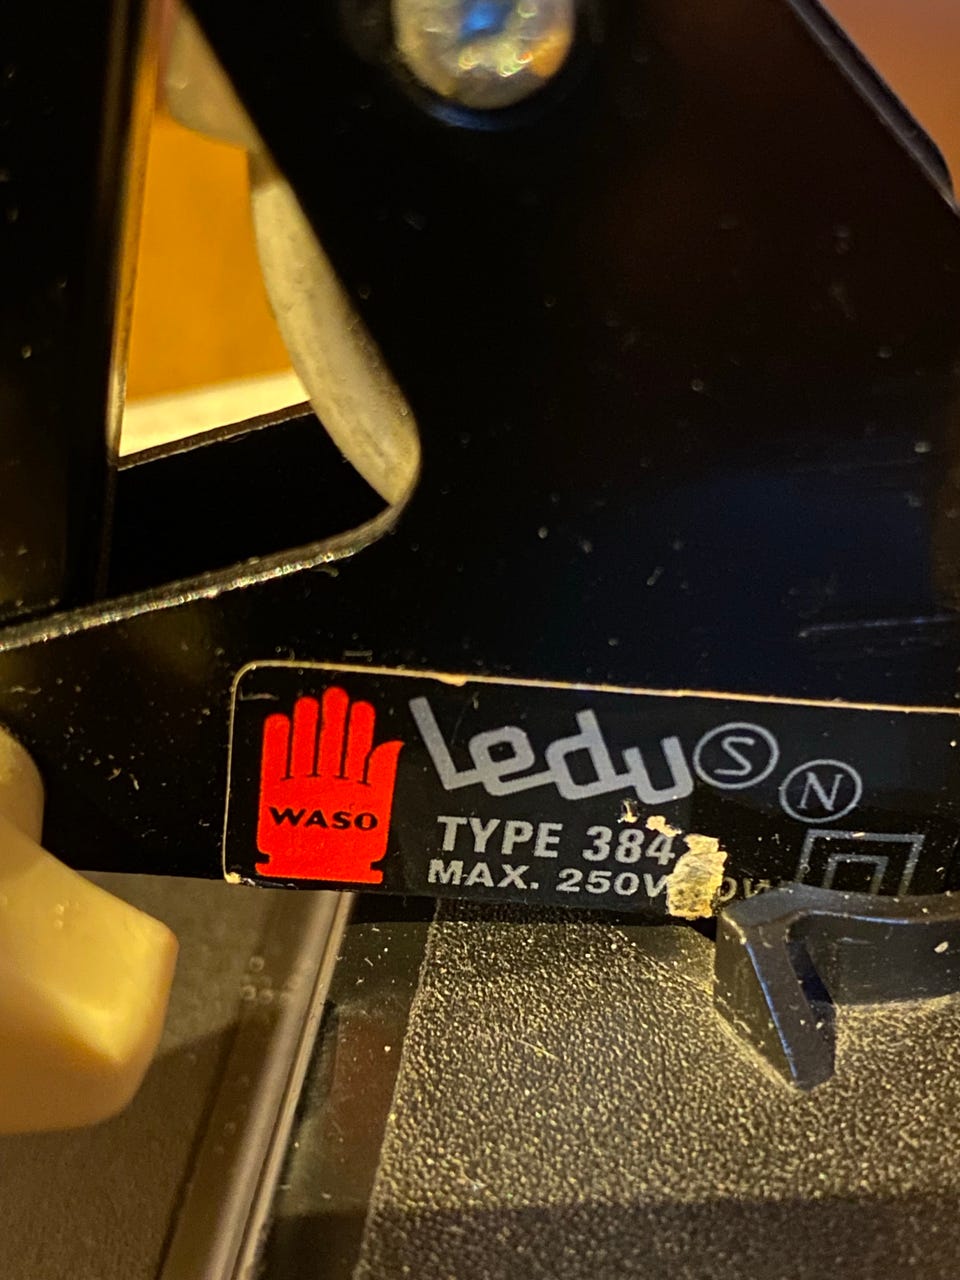 WASO
Ledu S N
TYPE 384
MAX. 250V